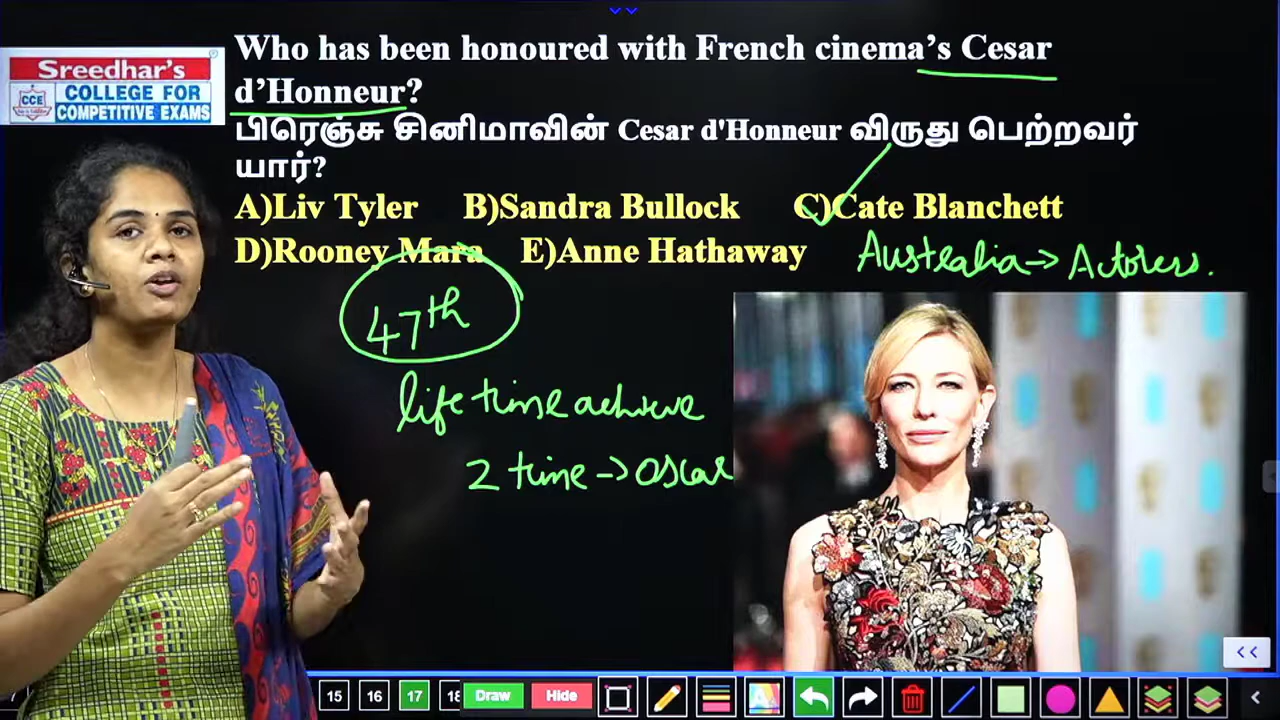 Who has been honoured with French cinema’s Cesar
d’Honneur?
பிரெஞ்சு சினிமாவின் Cesar d'Honneur விருது பெற்றவர்
யார்?
A)Liv Tyler B)Sandra Bullock C)Cate Blanchett
D)Rooney Mara E)Anne Hathaway
Australia→ Actoress.
47th
life time achieve
2 time → Oscar
Sreedhar's
CCE
COLLEGE FOR
COMPETITIVE EXAMS
15 16 17 18 Draw Hide
<<